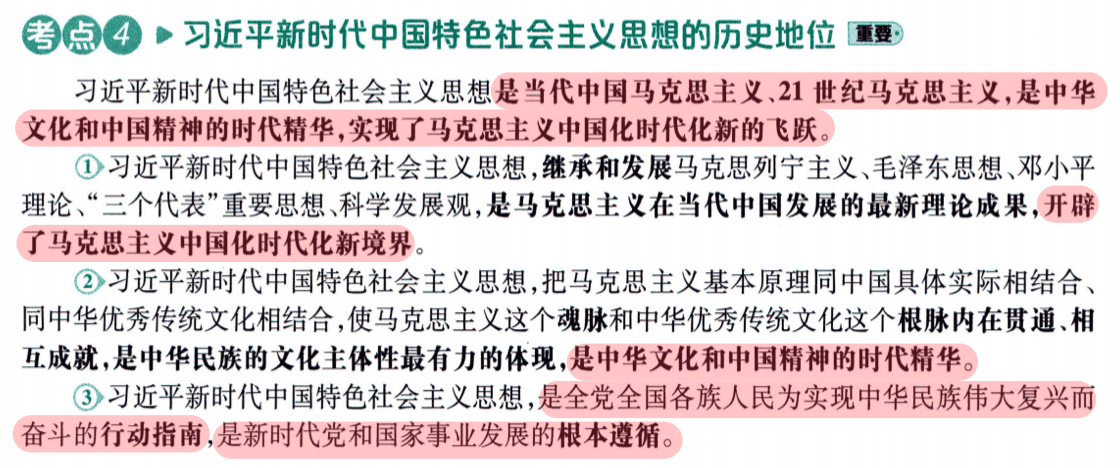 考点4 ▶ 习近平新时代中国特色社会主义思想的历史地位 重要
习近平新时代中国特色社会主义思想是当代中国马克思主义、21 世纪马克思主义,是中华
文化和中国精神的时代精华,实现了马克思主义中国化时代化新的飞跃。
①习近平新时代中国特色社会主义思想,继承和发展马克思列宁主义、毛泽东思想、邓小平
理论、“三个代表”重要思想、科学发展观,是马克思主义在当代中国发展的最新理论成果,开辟
了马克思主义中国化时代化新境界。
②习近平新时代中国特色社会主义思想,把马克思主义基本原理同中国具体实际相结合、
同中华优秀传统文化相结合,使马克思主义这个魂脉和中华优秀传统文化这个根脉内在贯通、相
互成就,是中华民族的文化主体性最有力的体现,是中华文化和中国精神的时代精华。
③习近平新时代中国特色社会主义思想,是全党全国各族人民为实现中华民族伟大复兴而
奋斗的行动指南,是新时代党和国家事业发展的根本遵循。